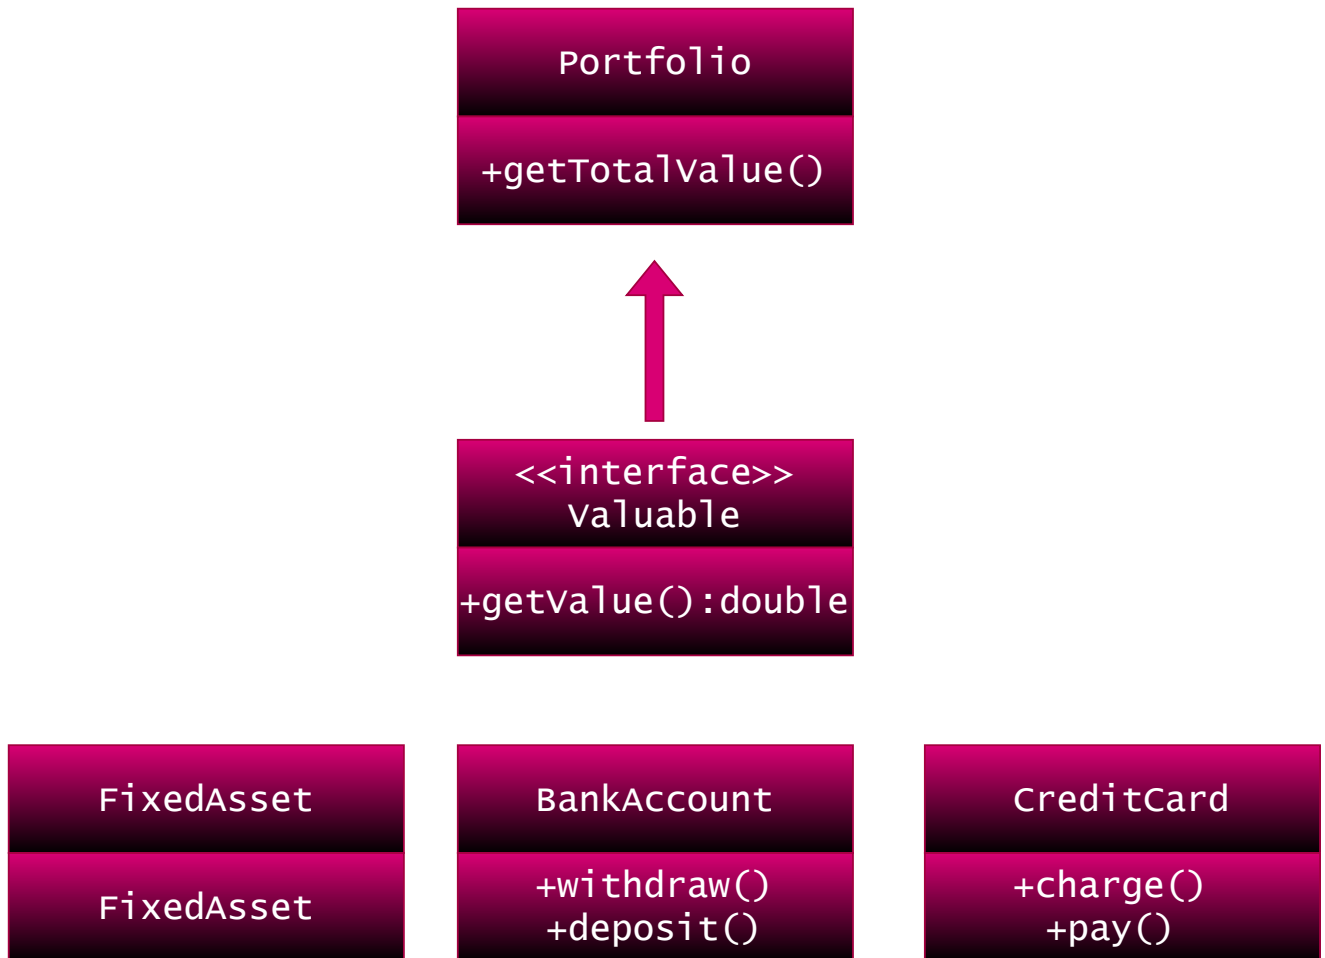 Portfolio
+getTotalValue()
<<interface>>
Valuable
+getValue():double
FixedAsset
FixedAsset
BankAccount
+withdraw()
+deposit()
CreditCard
+charge()
+pay()